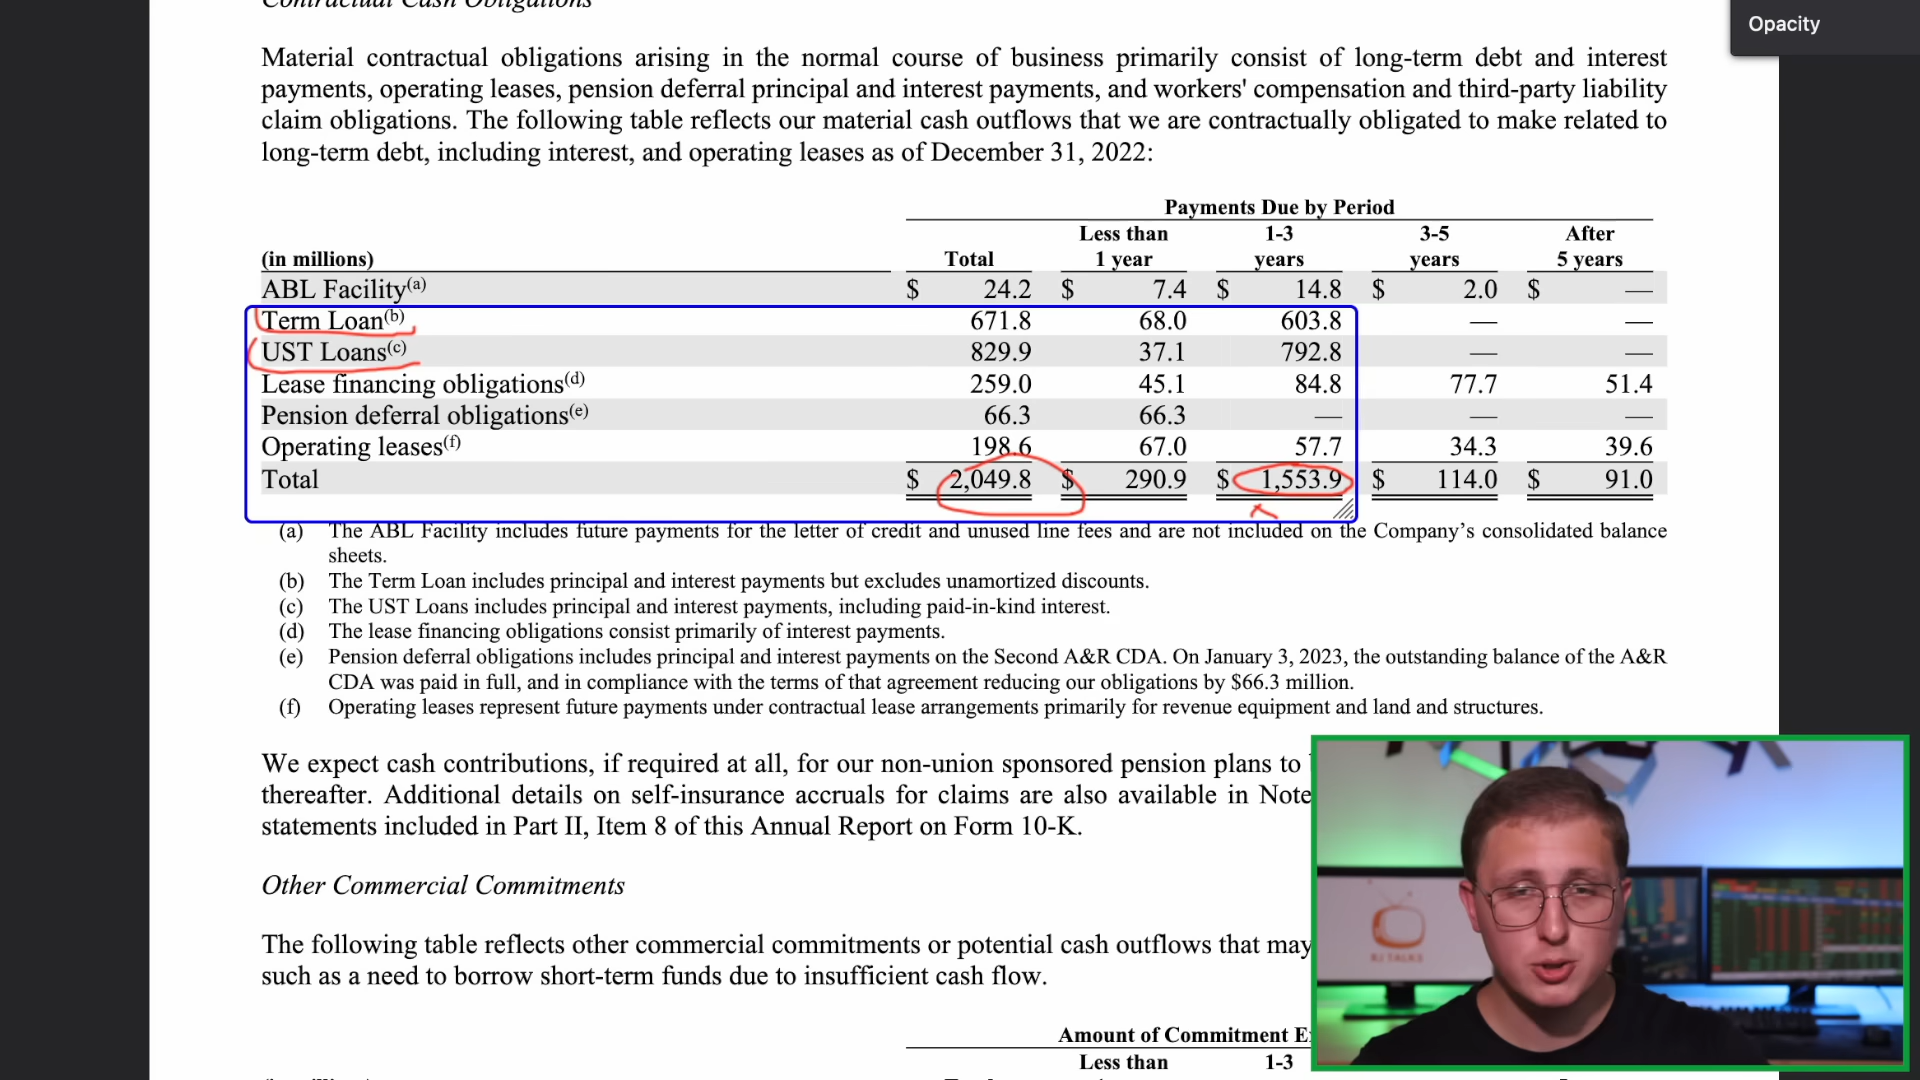 Contractual Cash Obligations
Opacity
Material contractual obligations arising in the normal course of business primarily consist of long-term debt and interest
payments, operating leases, pension deferral principal and interest payments, and workers' compensation and third-party liability
claim obligations. The following table reflects our material cash outflows that we are contractually obligated to make related to
long-term debt, including interest, and operating leases as of December 31, 2022:
Payments Due by Period
Less than 1-3 3-5 After
(in millions) Total 1 year years years 5 years
ABL Facility(a) $ 24.2 $ 7.4 $ 14.8 $ 2.0 $ —
Term Loan(b) 671.8 68.0 603.8 — —
UST Loans(c) 829.9 37.1 792.8 — —
Lease financing obligations(d) 259.0 45.1 84.8 77.7 51.4
Pension deferral obligations(e) 66.3 66.3 — — —
Operating leases(f) 198.6 67.0 57.7 34.3 39.6
Total $ 2,049.8 $ 290.9 $ 1,553.9 $ 114.0 $ 91.0
(a) The ABL Facility includes future payments for the letter of credit and unused line fees and are not included on the Company’s consolidated balance
sheets.
(b) The Term Loan includes principal and interest payments but excludes unamortized discounts.
(c) The UST Loans includes principal and interest payments, including paid-in-kind interest.
(d) The lease financing obligations consist primarily of interest payments.
(e) Pension deferral obligations includes principal and interest payments on the Second A&R CDA. On January 3, 2023, the outstanding balance of the A&R
CDA was paid in full, and in compliance with the terms of that agreement reducing our obligations by $66.3 million.
(f) Operating leases represent future payments under contractual lease arrangements primarily for revenue equipment and land and structures.
We expect cash contributions, if required at all, for our non-union sponsored pension plans to
thereafter. Additional details on self-insurance accruals for claims are also available in Note
statements included in Part II, Item 8 of this Annual Report on Form 10-K.
Other Commercial Commitments
The following table reflects other commercial commitments or potential cash outflows that may
such as a need to borrow short-term funds due to insufficient cash flow.
Amount of Commitment E
Less than 1-3
RJ TALKS